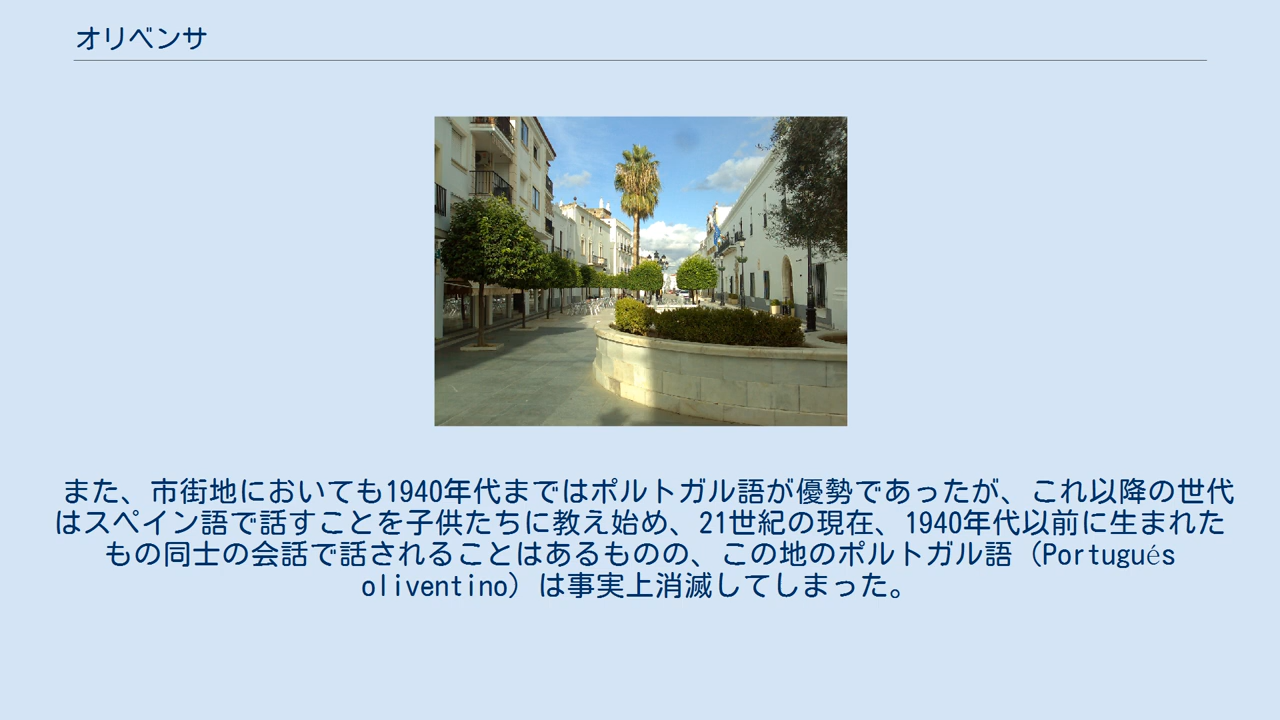 オリベンサ
また、市街地においても1940年代まではポルトガル語が優勢であったが、これ以降の世代
はスペイン語で話すことを子供たちに教え始め、21世紀の現在、1940年代以前に生まれた
もの同士の会話で話されることはあるものの、この地のポルトガル語（Portugués
oliventino）は事実上消滅してしまった。